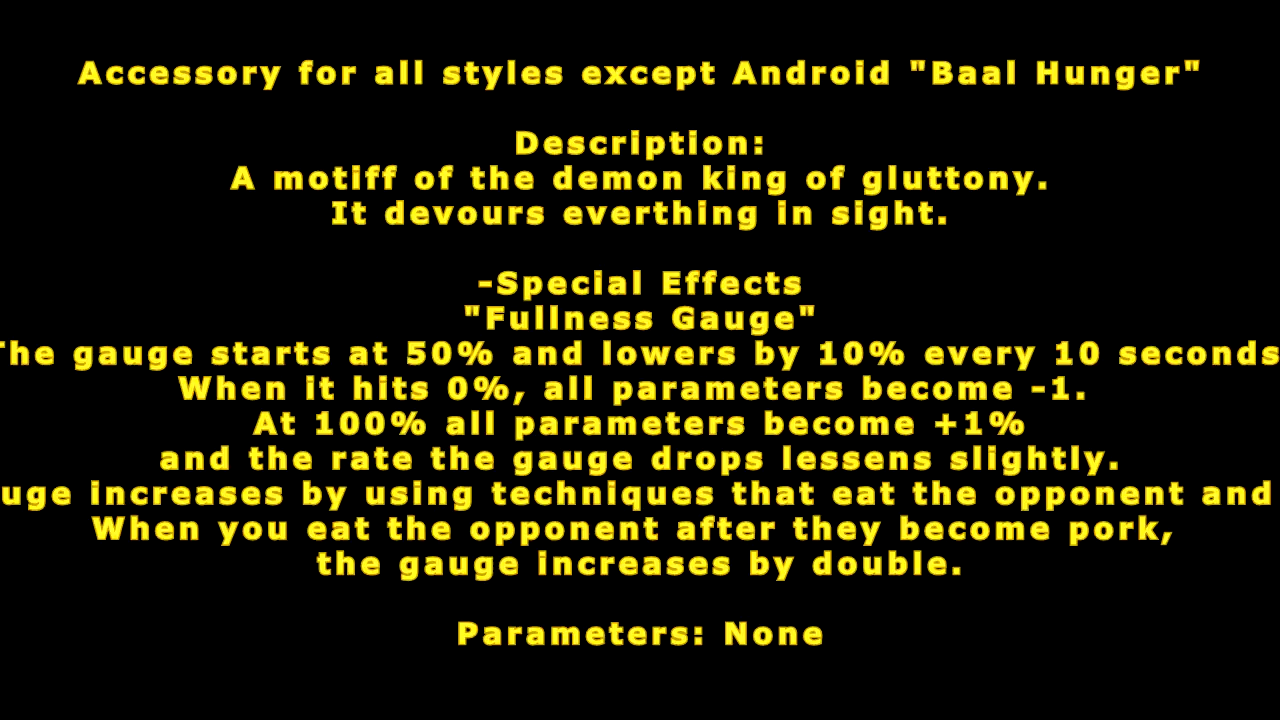 Accessory for all styles except Android "Baal Hunger"
Description:
A motiff of the demon king of gluttony.
It devours everthing in sight.
-Special Effects
"Fullness Gauge"
The gauge starts at 50% and lowers by 10% every 10 seconds
When it hits 0%, all parameters become -1.
At 100% all parameters become +1%
and the rate the gauge drops lessens slightly.
uge increases by using techniques that eat the opponent and
When you eat the opponent after they become pork,
the gauge increases by double.
Parameters: None